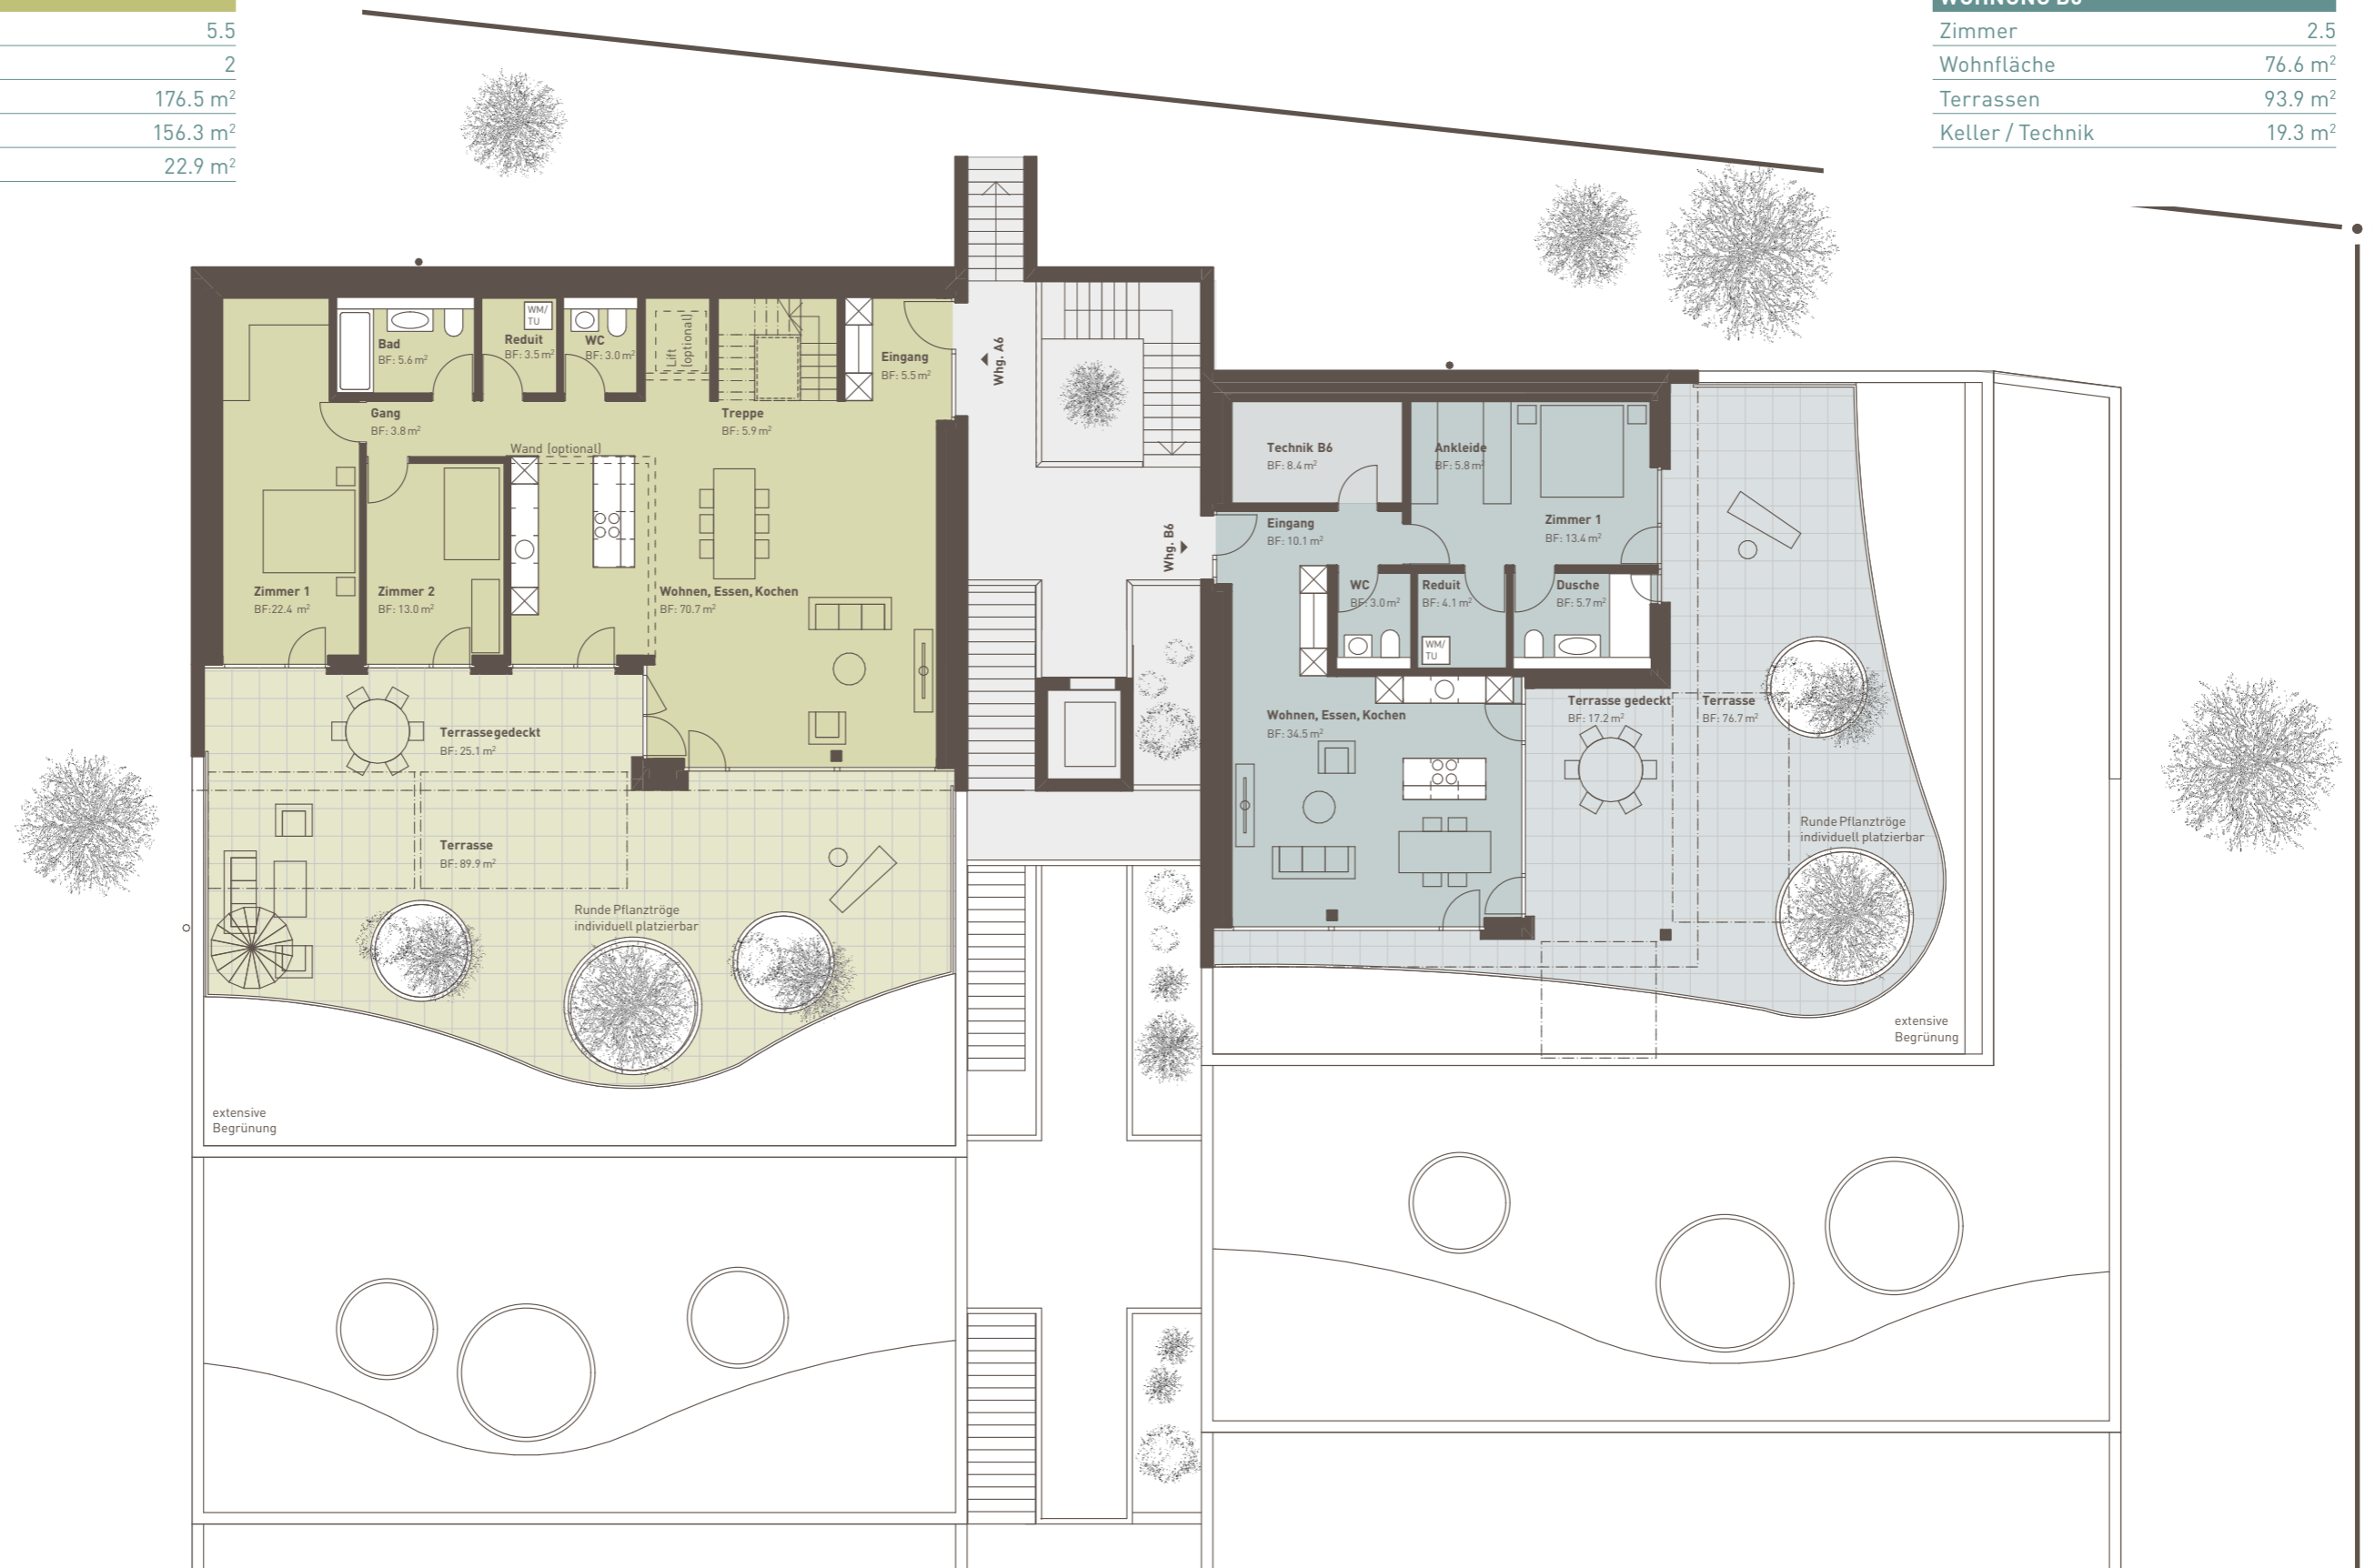 5.5
2
176.5 m²
156.3 m²
22.9 m²
WOHNUNG B6
Zimmer 2.5
Wohnfläche 76.6 m²
Terrassen 93.9 m²
Keller / Technik 19.3 m²
Bad
BF: 5.6 m²
Reduit
BF: 3.5 m²
WM/
TU
WC
BF: 3.0 m²
Lift
(optional)
Eingang
BF: 5.5 m²
Whg. A6
Gang
BF: 3.8 m²
Treppe
BF: 5.9 m²
Wand (optional)
Zimmer 1
BF:22.4 m²
Zimmer 2
BF: 13.0 m²
Wohnen, Essen, Kochen
BF: 70.7 m²
Terrassegedeckt
BF: 25.1 m²
Terrasse
BF: 89.9 m²
Runde Pflanztröge
individuell platzierbar
extensive
Begrünung
Whg. B6
Technik B6
BF: 8.4 m²
Ankleide
BF: 5.8 m²
Eingang
BF: 10.1 m²
Zimmer 1
BF: 13.4 m²
WC
BF: 3.0 m²
Reduit
BF: 4.1 m²
WM/
TU
Dusche
BF: 5.7 m²
Wohnen, Essen, Kochen
BF: 34.5 m²
Terrasse gedeckt
BF: 17.2 m²
Terrasse
BF: 76.7 m²
Runde Pflanztröge
individuell platzierbar
extensive
Begrünung